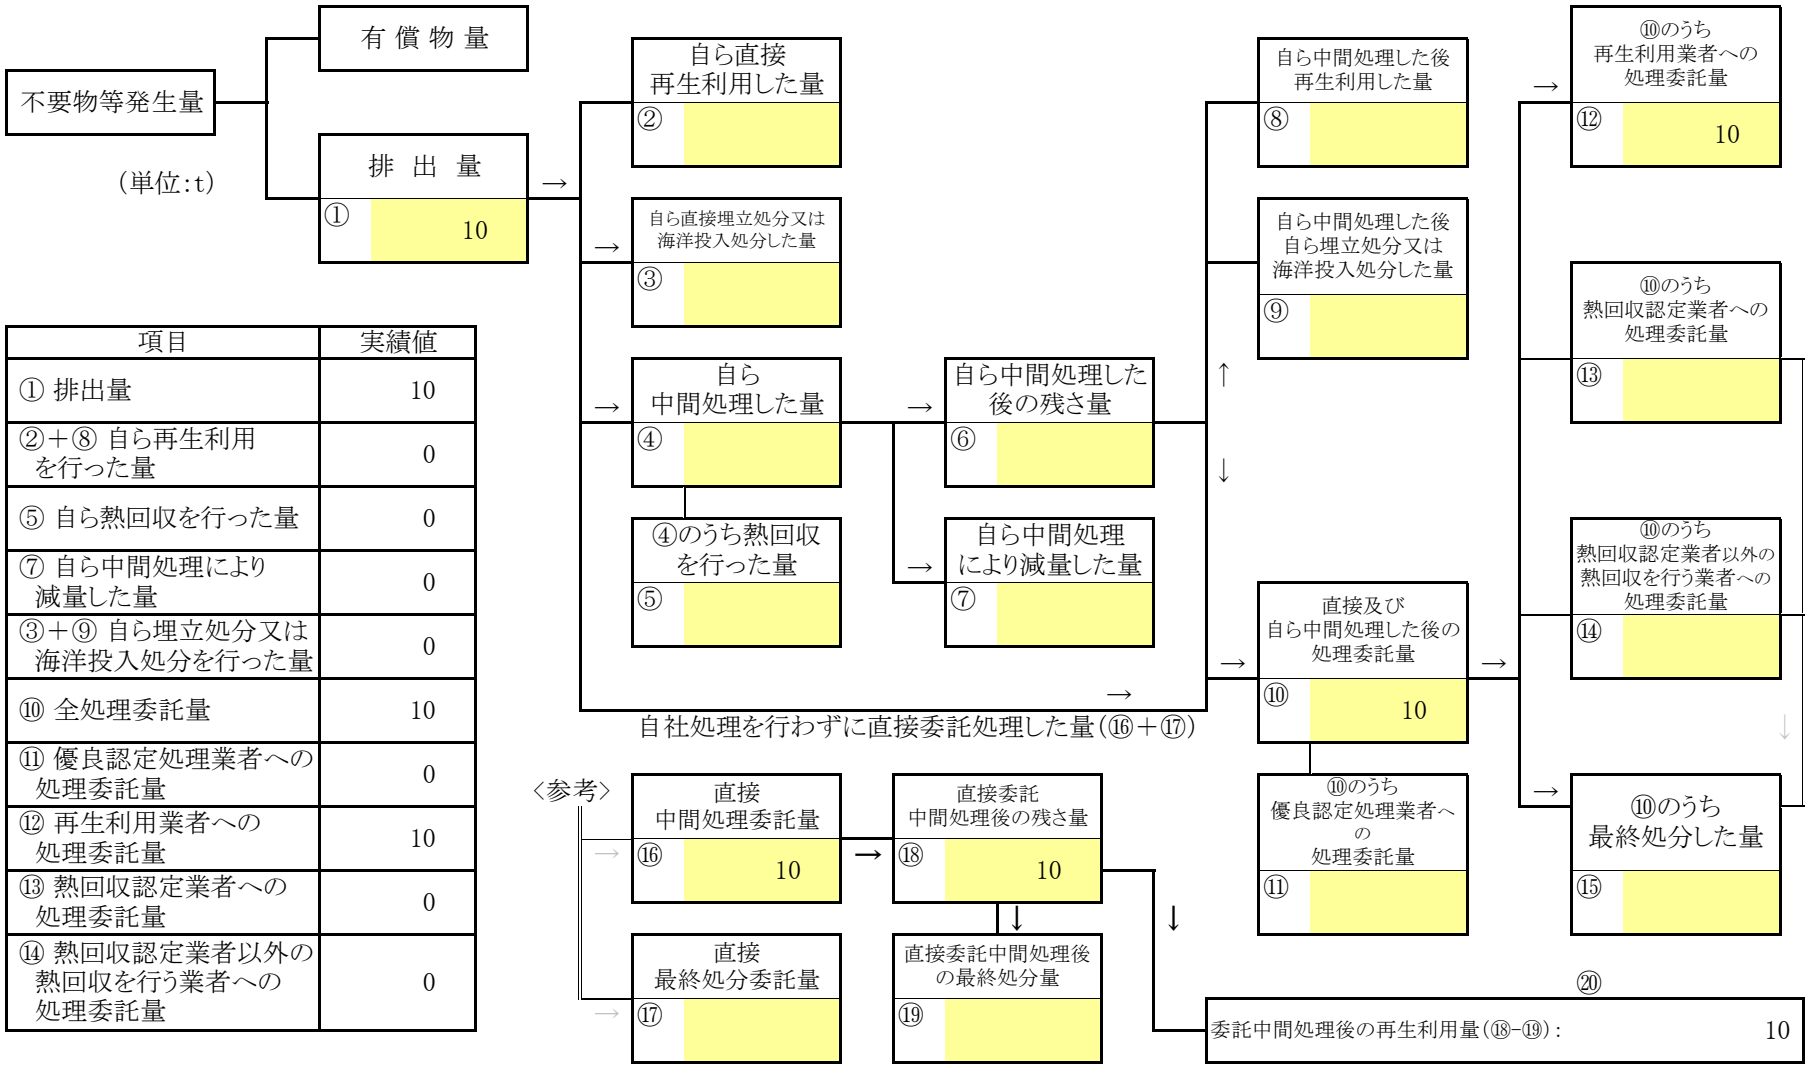 有 償 物 量
不要物等発生量
(単位:t)
排 出 量
→
①
10
自ら直接
再生利用した量
②
自ら直接埋立処分又は
海洋投入処分した量
→
③
自ら
中間処理した量
→
④
④のうち熱回収
を行った量
⑤
自ら中間処理した
後の残さ量
→
⑥
自ら中間処理
により減量した量
→
⑦
自ら中間処理した後
再生利用した量
⑧
自ら中間処理した後
自ら埋立処分又は
海洋投入処分した量
⑨
↑
↓
直接及び
自ら中間処理した後の
処理委託量
→
⑩
10
→
自社処理を行わずに直接委託処理した量(⑯+⑰)
⑩のうち
優良認定処理業者へ
の
処理委託量
⑪
→
⑩のうち
再生利用業者への
処理委託量
→
⑫
10
⑩のうち
熱回収認定業者への
処理委託量
⑬
⑩のうち
熱回収認定業者以外の
熱回収を行う業者への
処理委託量
⑭
↓
⑩のうち
最終処分した量
→
⑮
項目 実績値
① 排出量 10
②+⑧ 自ら再生利用
を行った量 0
⑤ 自ら熱回収を行った量 0
⑦ 自ら中間処理により
減量した量 0
③+⑨ 自ら埋立処分又は
海洋投入処分を行った量 0
⑩ 全処理委託量 10
⑪ 優良認定処理業者への
処理委託量 0
⑫ 再生利用業者への
処理委託量 10
⑬ 熱回収認定業者への
処理委託量 0
⑭ 熱回収認定業者以外の
熱回収を行う業者への 0
処理委託量
<参考>
直接
中間処理委託量
→
⑯
10
→
直接委託
中間処理後の残さ量
⑱
10
↓
↓
直接
最終処分委託量
→
⑰
直接委託中間処理後
の最終処分量
⑲
⑳
委託中間処理後の再生利用量(⑱-⑲): 10